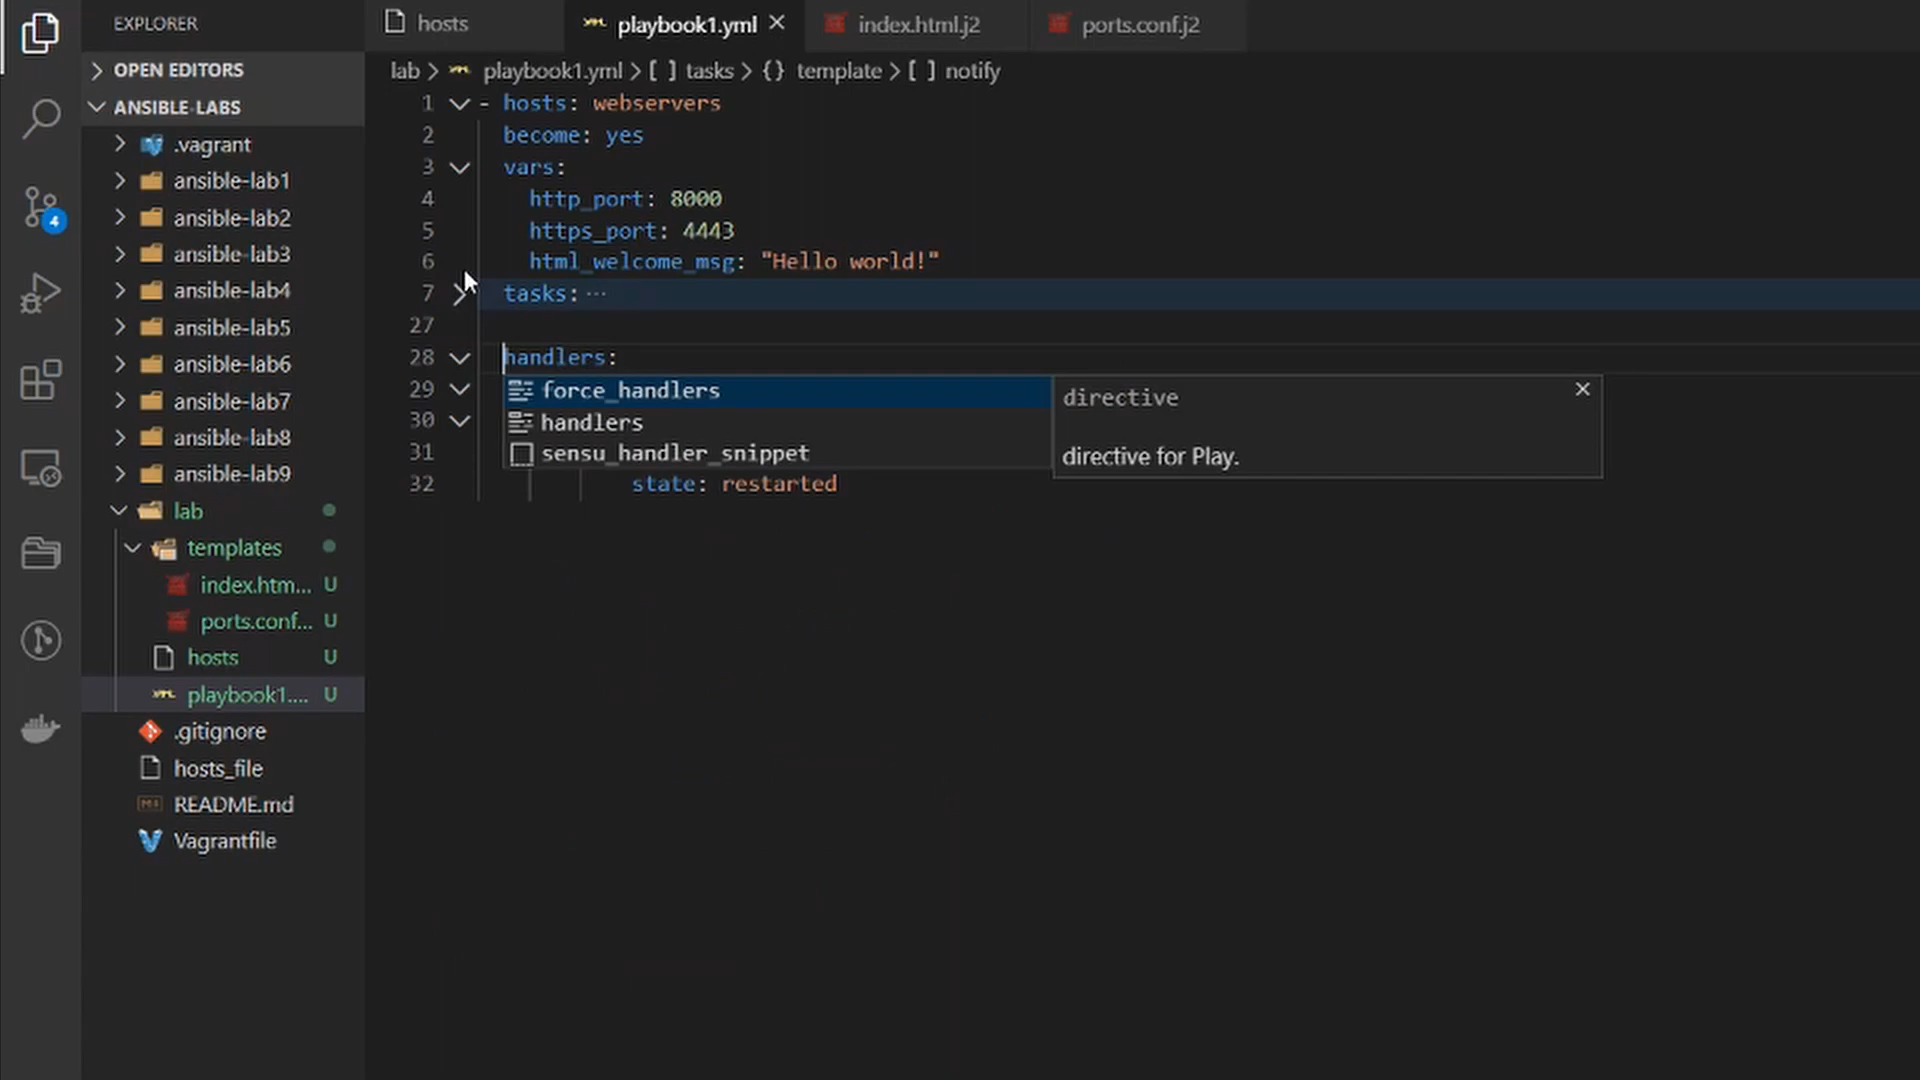 EXPLORER
OPEN EDITORS
ANSIBLE-LABS
.vagrant
ansible-lab1
ansible-lab2
ansible-lab3
ansible-lab4
ansible-lab5
ansible-lab6
ansible-lab7
ansible-lab8
ansible-lab9
lab
templates
index.htm... U
ports.conf... U
hosts U
playbook1.... U
.gitignore
hosts_file
README.md
Vagrantfile
4
hosts
playbook1.yml
index.html.j2
ports.conf.j2
lab > playbook1.yml > [ ] tasks > {} template > [ ] notify
1 - hosts: webservers
2 become: yes
3 vars:
4 http_port: 8000
5 https_port: 4443
6 html_welcome_msg: "Hello world!"
7 tasks: ...
27
28 handlers:
29
30
31
32 state: restarted
force_handlers
handlers
sensu_handler_snippet
directive
directive for Play.